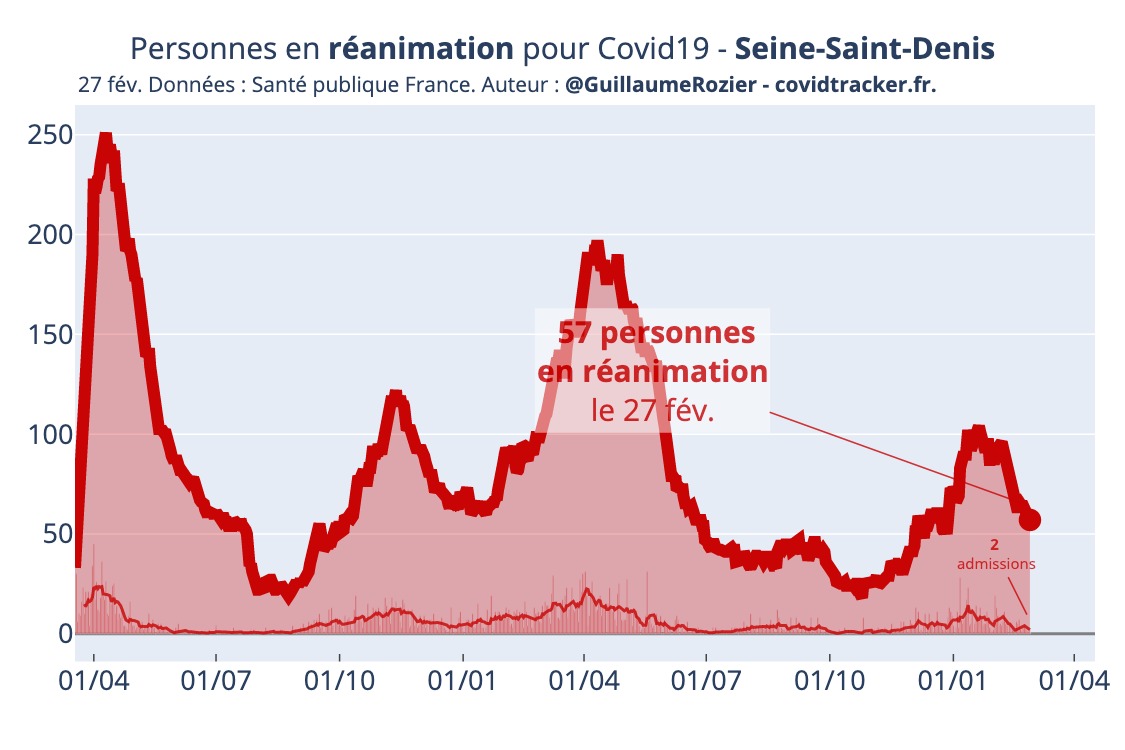 Personnes en réanimation pour Covid19 - Seine-Saint-Denis
27 fév. Données : Santé publique France. Auteur : @GuillaumeRozier - covidtracker.fr.
250
200
150
100
50
0
57 personnes
en réanimation
le 27 fév.
2
admissions
01/04 01/07 01/10 01/01 01/04 01/07 01/10 01/01 01/04